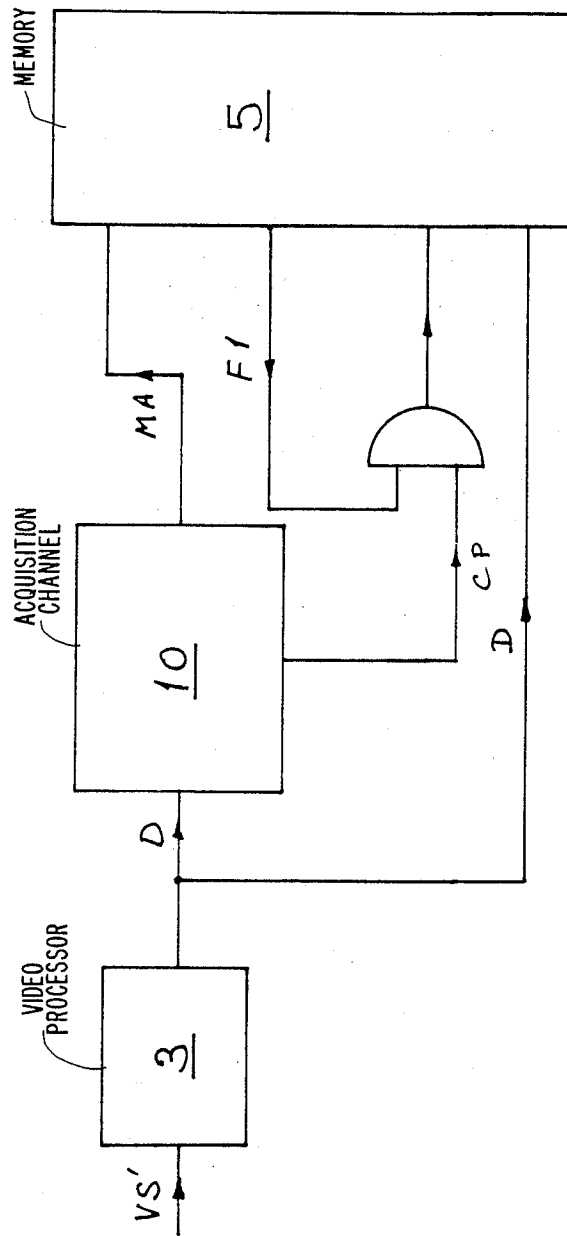 VS'
VIDEO
PROCESSOR
3
D
ACQUISITION
CHANNEL
10
MA
F1
CP
D
MEMORY
5